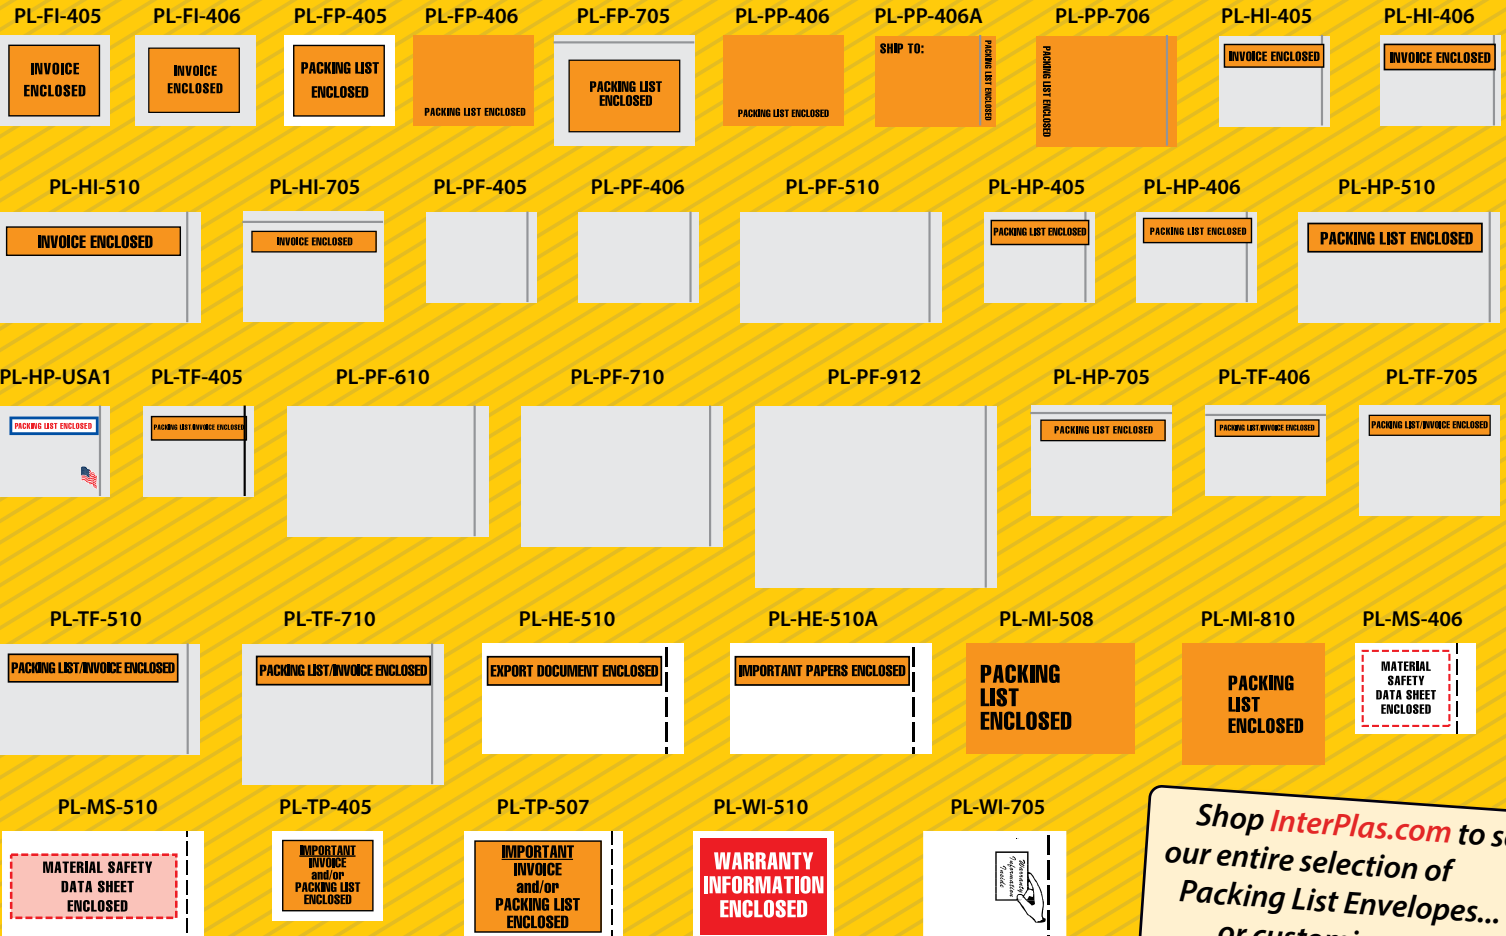 PL-FI-405 PL-FI-406 PL-FP-405 PL-FP-406 PL-FP-705 PL-PP-406 PL-PP-406A PL-PP-706 PL-HI-405 PL-HI-406
INVOICE
ENCLOSED
INVOICE
ENCLOSED
PACKING LIST
ENCLOSED
PACKING LIST ENCLOSED
PACKING LIST
ENCLOSED
PACKING LIST ENCLOSED
SHIP TO:
PACKING LIST ENCLOSED
PACKING LIST ENCLOSED
INVOICE ENCLOSED
INVOICE ENCLOSED
PL-HI-510 PL-HI-705 PL-PF-405 PL-PF-406 PL-PF-510 PL-HP-405 PL-HP-406 PL-HP-510
INVOICE ENCLOSED
INVOICE ENCLOSED
PACKING LIST ENCLOSED
PACKING LIST ENCLOSED
PACKING LIST ENCLOSED
PL-HP-USA1 PL-TF-405 PL-PF-610 PL-PF-710 PL-PF-912 PL-HP-705 PL-TF-406 PL-TF-705
PACKING LIST ENCLOSED
PACKING LIST/INVOICE ENCLOSED
PACKING LIST ENCLOSED
PACKING LIST/INVOICE ENCLOSED
PACKING LIST/INVOICE ENCLOSED
PL-TF-510 PL-TF-710 PL-HE-510 PL-HE-510A PL-MI-508 PL-MI-810 PL-MS-406
PACKING LIST/INVOICE ENCLOSED
PACKING LIST/INVOICE ENCLOSED
EXPORT DOCUMENT ENCLOSED
IMPORTANT PAPERS ENCLOSED
PACKING
LIST
ENCLOSED
PACKING
LIST
ENCLOSED
MATERIAL
SAFETY
DATA SHEET
ENCLOSED
PL-MS-510 PL-TP-405 PL-TP-507 PL-WI-510 PL-WI-705
MATERIAL SAFETY
DATA SHEET
ENCLOSED
IMPORTANT
INVOICE
and/or
PACKING LIST
ENCLOSED
IMPORTANT
INVOICE
and/or
PACKING LIST
ENCLOSED
WARRANTY
INFORMATION
ENCLOSED
Warranty
Information
Inside
Shop InterPlas.com to
our entire selection of
Packing List Envelopes...
or